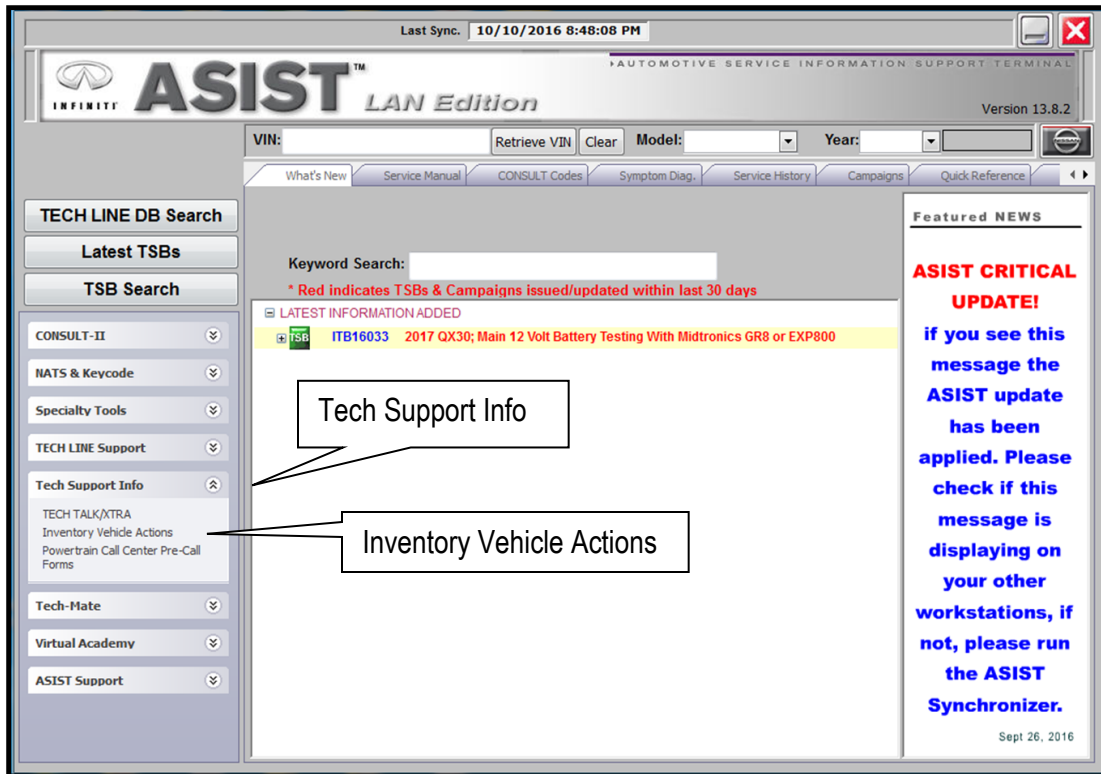 Last Sync. 10/10/2016 8:48:08 PM
INFINITI
ASIST™ LAN Edition
AUTOMOTIVE SERVICE INFORMATION SUPPORT TERMINAL
Version 13.8.2
VIN: Retrieve VIN Clear Model: Year:
NISSAN
What's New Service Manual CONSULT Codes Symptom Diag. Service History Campaigns Quick Reference
TECH LINE DB Search
Latest TSBs
TSB Search
CONSULT-II
NATS & Keycode
Specialty Tools
TECH LINE Support
Tech Support Info
TECH TALK/XTRA
Inventory Vehicle Actions
Powertrain Call Center Pre-Call
Forms
Tech-Mate
Virtual Academy
ASIST Support
Keyword Search:
* Red indicates TSBs & Campaigns issued/updated within last 30 days
LATEST INFORMATION ADDED
TSB ITB16033 2017 QX30; Main 12 Volt Battery Testing With Midtronics GR8 or EXP800
Tech Support Info
Inventory Vehicle Actions
Featured NEWS
ASIST CRITICAL
UPDATE!
if you see this
message the
ASIST update
has been
applied. Please
check if this
message is
displaying on
your other
workstations, if
not, please run
the ASIST
Synchronizer.
Sept 26, 2016